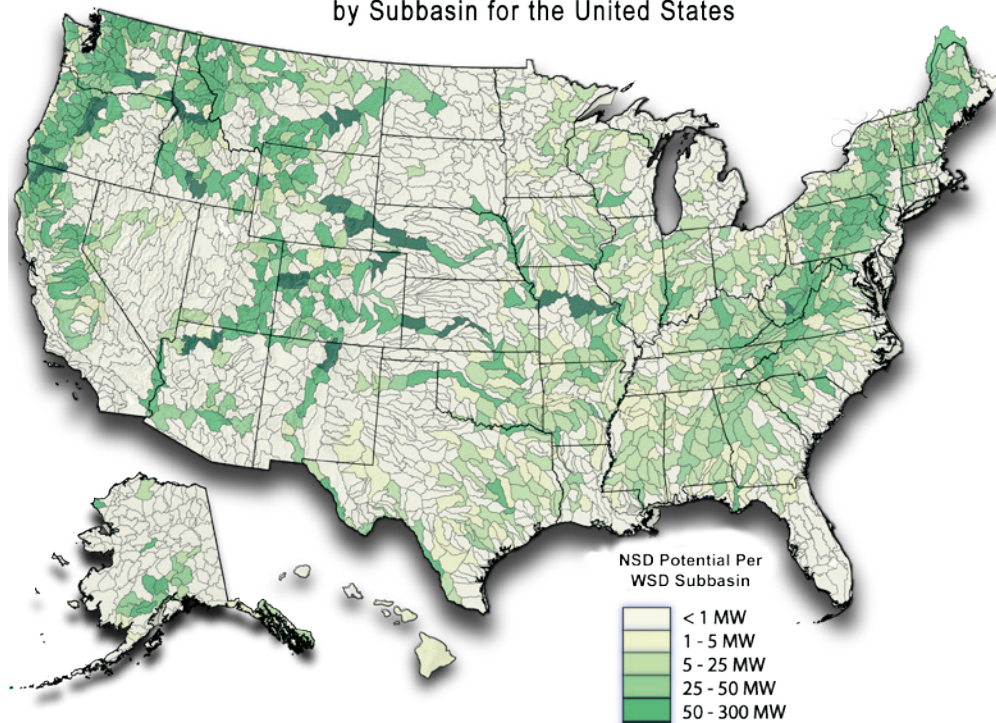 by Subbasin for the United States
NSD Potential Per
WSD Subbasin
< 1 MW
1 - 5 MW
5 - 25 MW
25 - 50 MW
50 - 300 MW